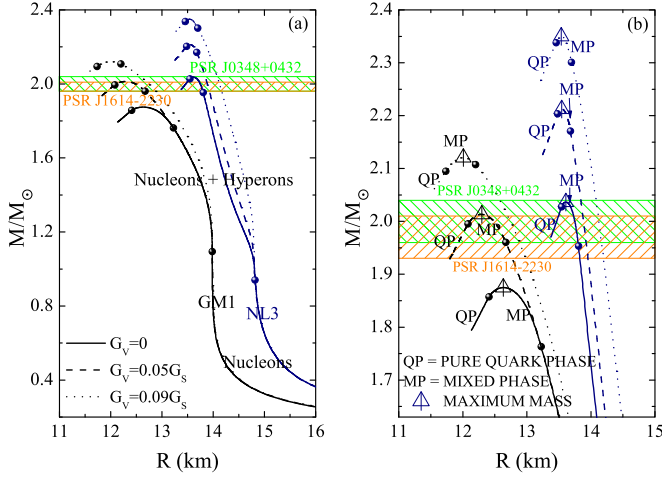 (a)
M/M⊙
2.4
2.0
1.6
1.2
0.8
0.4
PSR J0348+0432
PSR J1614-2230
Nucleons + Hyperons
GM1
NL3
Nucleons
G_V=0
G_V=0.05G_S
G_V=0.09G_S
11 12 13 14 15 16
R (km)
(b)
M/M⊙
2.4
2.3
2.2
2.1
2.0
1.9
1.8
1.7
QP MP
QP MP
MP
QP
PSR J0348+0432
MP
QP
QP MP
PSR J1614-2230
QP MP
QP = PURE QUARK PHASE
MP = MIXED PHASE
MAXIMUM MASS
11 12 13 14 15
R (km)